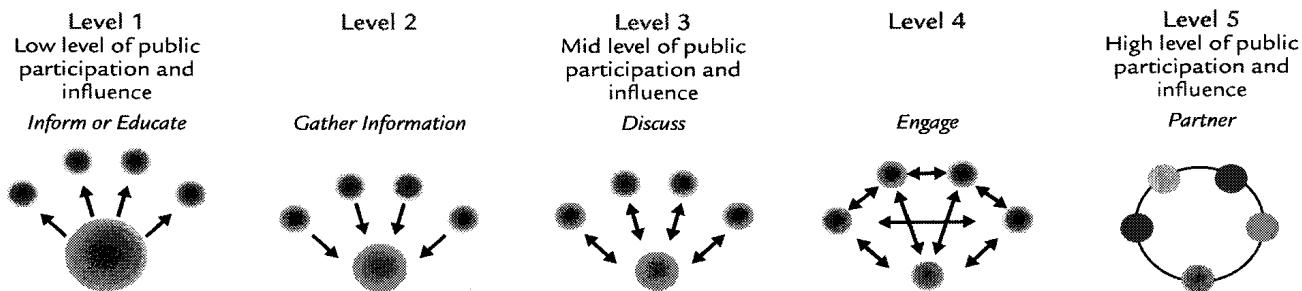 Level 1
Low level of public
participation and
influence
Inform or Educate
Level 2
Gather Information
Level 3
Mid level of public
participation and
influence
Discuss
Level 4
Engage
Level 5
High level of public
participation and
influence
Partner